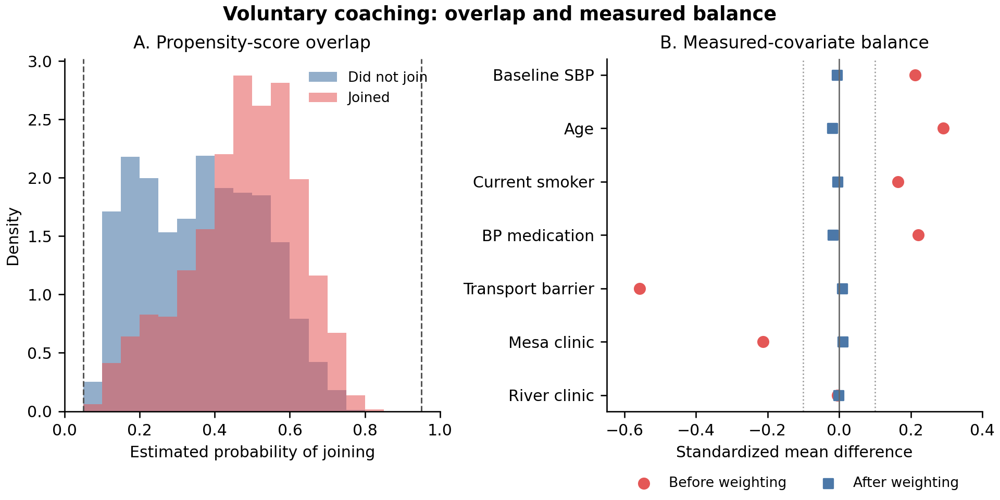 Voluntary coaching: overlap and measured balance
A. Propensity-score overlap
3.0
2.5
2.0
1.5
1.0
0.5
0.0
Density
Did not join
Joined
0.0 0.2 0.4 0.6 0.8 1.0
Estimated probability of joining
B. Measured-covariate balance
Baseline SBP
Age
Current smoker
BP medication
Transport barrier
Mesa clinic
River clinic
−0.6 −0.4 −0.2 0.0 0.2 0.4
Standardized mean difference
Before weighting After weighting